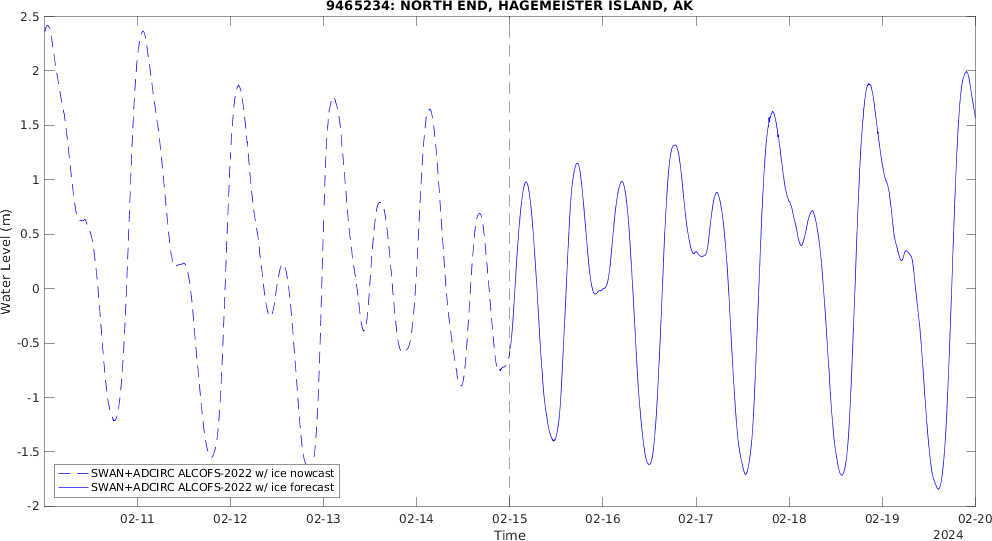 9465234: NORTH END, HAGEMEISTER ISLAND, AK
2.5
2
1.5
1
0.5
0
-0.5
-1
-1.5
-2
Water Level (m)
SWAN+ADCIRC ALCOFS-2022 w/ ice nowcast
SWAN+ADCIRC ALCOFS-2022 w/ ice forecast
02-11 02-12 02-13 02-14 02-15 02-16 02-17 02-18 02-19 02-20
Time
2024